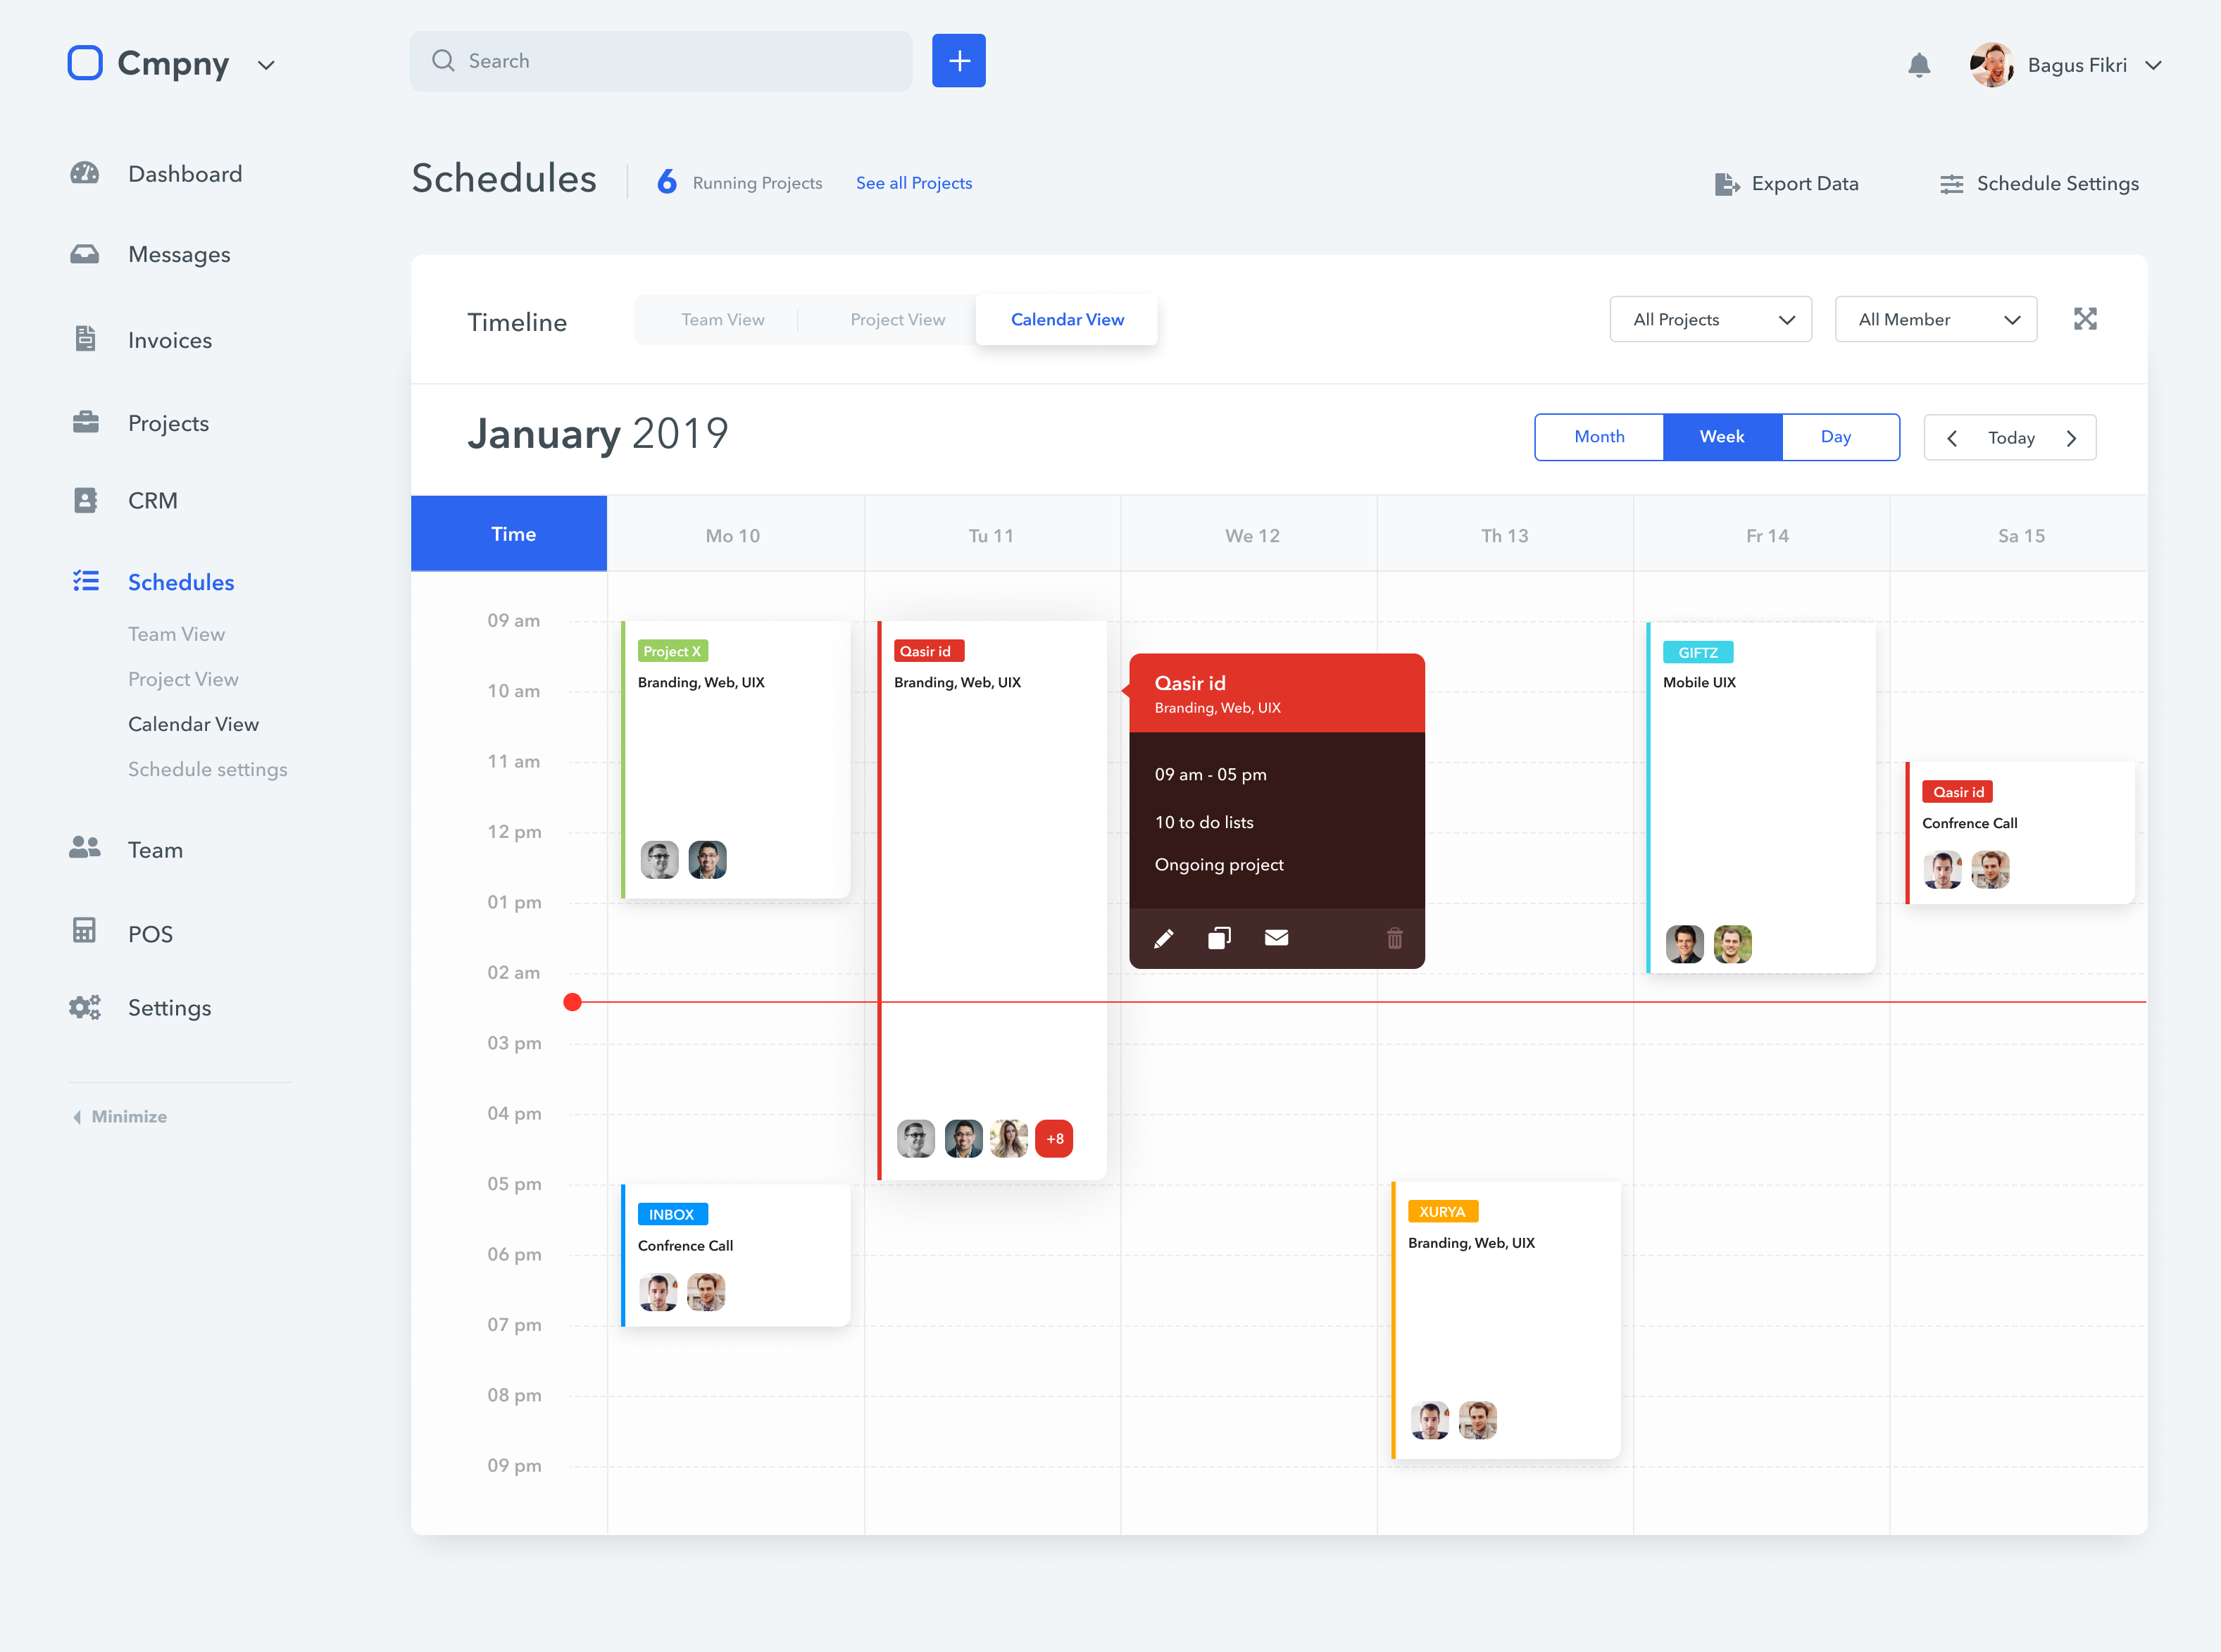 Cmpny
Search
Bagus Fikri
Dashboard
Messages
Invoices
Projects
CRM
Schedules
Team View
Project View
Calendar View
Schedule settings
Team
POS
Settings
Minimize
Schedules
6 Running Projects See all Projects
Export Data
Schedule Settings
Timeline
Team View
Project View
Calendar View
All Projects
All Member
January 2019
Month
Week
Day
Today
Time
Mo 10
Tu 11
We 12
Th 13
Fr 14
Sa 15
09 am
10 am
11 am
12 pm
01 pm
02 am
03 pm
04 pm
05 pm
06 pm
07 pm
08 pm
09 pm
Project X
Branding, Web, UIX
INBOX
Confrence Call
Qasir id
Branding, Web, UIX
+8
Qasir id
Branding, Web, UIX
09 am - 05 pm
10 to do lists
Ongoing project
XURYA
Branding, Web, UIX
GIFTZ
Mobile UIX
Qasir id
Confrence Call